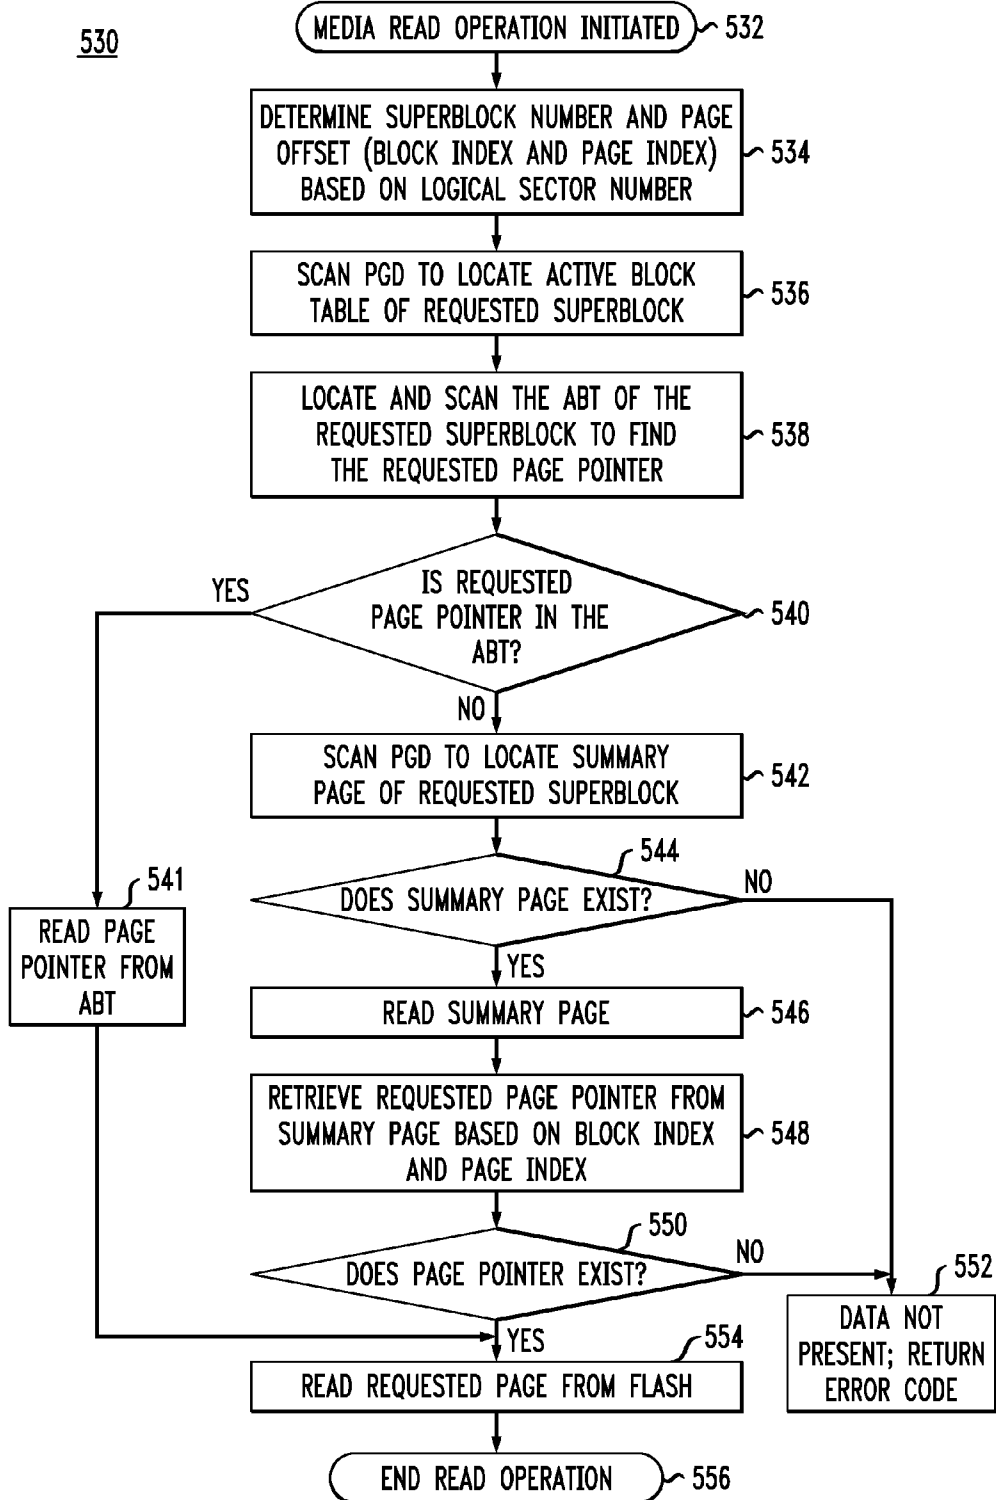 530
MEDIA READ OPERATION INITIATED
532
DETERMINE SUPERBLOCK NUMBER AND PAGE
OFFSET (BLOCK INDEX AND PAGE INDEX)
BASED ON LOGICAL SECTOR NUMBER
534
SCAN PGD TO LOCATE ACTIVE BLOCK
TABLE OF REQUESTED SUPERBLOCK
536
LOCATE AND SCAN THE ABT OF THE
REQUESTED SUPERBLOCK TO FIND
THE REQUESTED PAGE POINTER
538
YES
IS REQUESTED
PAGE POINTER IN THE
ABT?
540
NO
SCAN PGD TO LOCATE SUMMARY
PAGE OF REQUESTED SUPERBLOCK
542
544
DOES SUMMARY PAGE EXIST?
NO
541
READ PAGE
POINTER FROM
ABT
YES
READ SUMMARY PAGE
546
RETRIEVE REQUESTED PAGE POINTER FROM
SUMMARY PAGE BASED ON BLOCK INDEX
AND PAGE INDEX
548
550
DOES PAGE POINTER EXIST?
NO
552
DATA NOT
PRESENT; RETURN
ERROR CODE
YES
554
READ REQUESTED PAGE FROM FLASH
END READ OPERATION
556